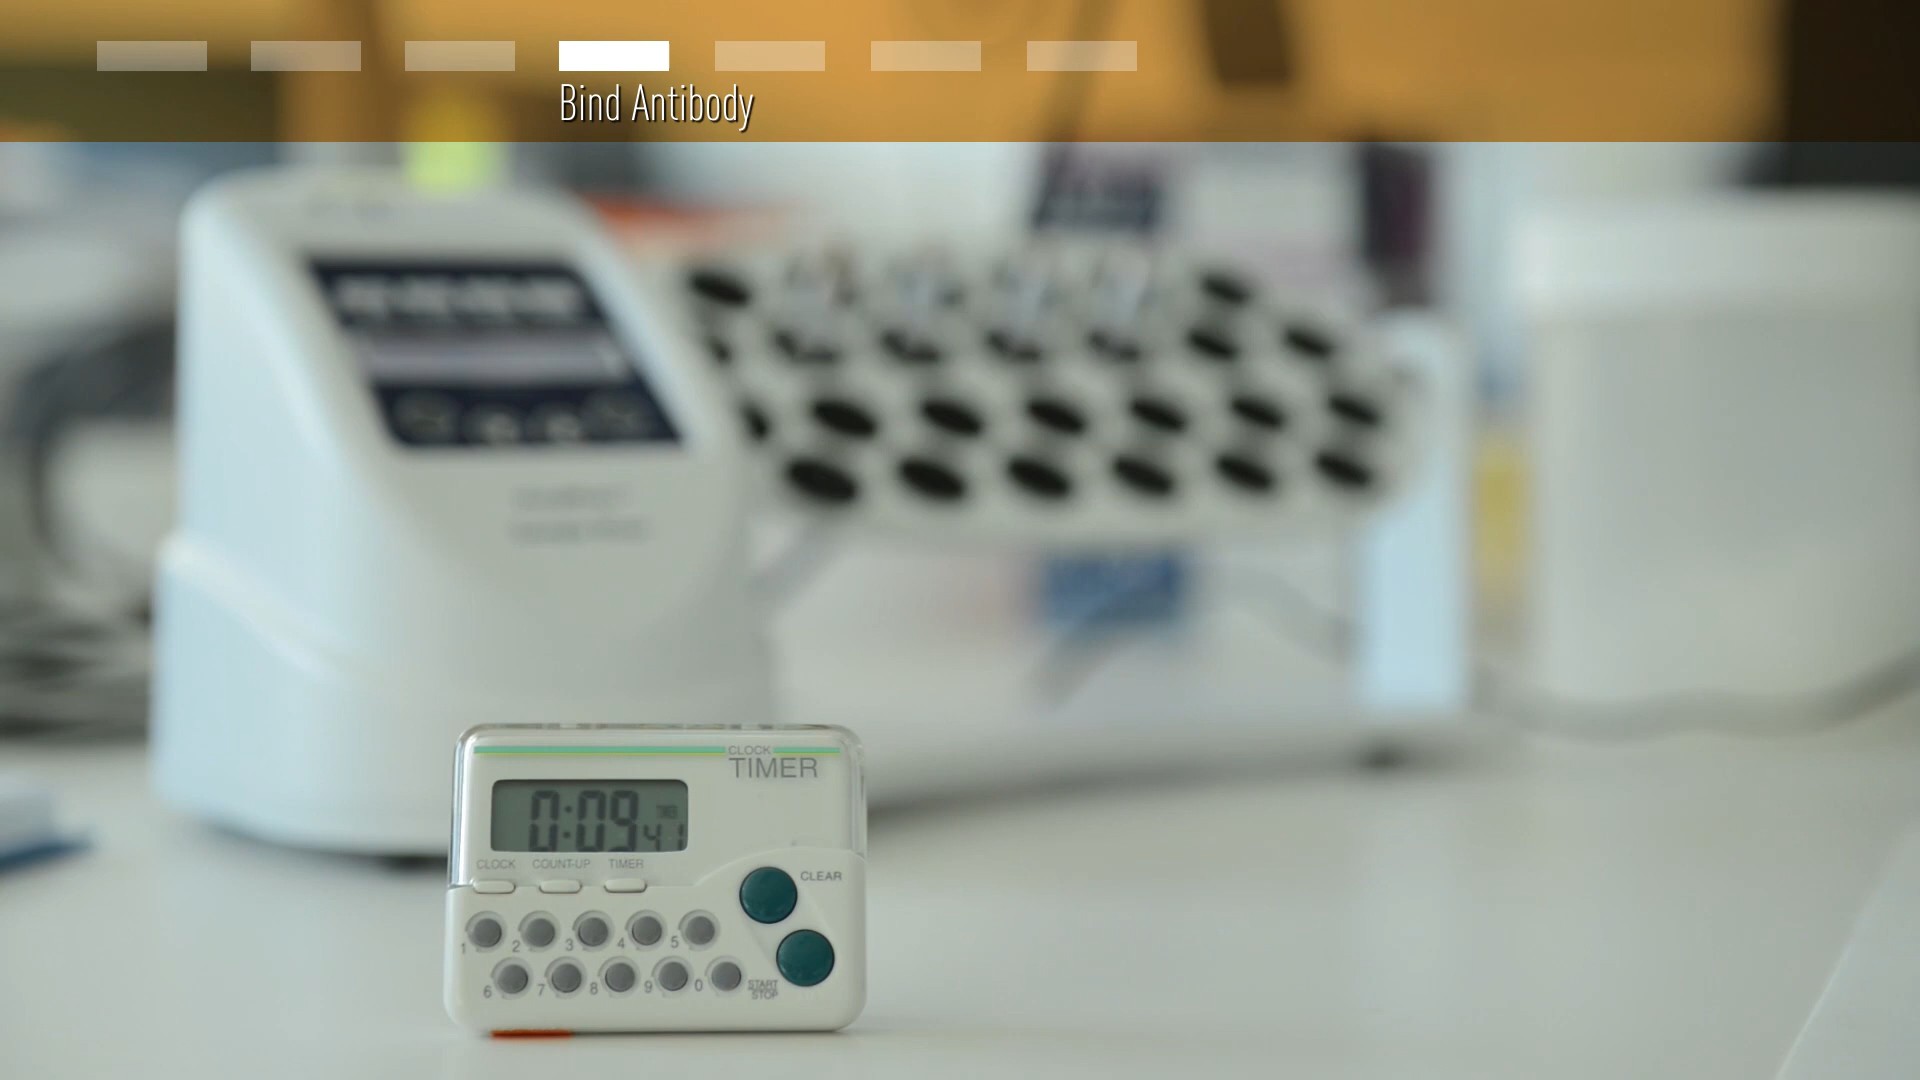 Bind Antibody
CLOCK
TIMER
0:09 41
CLOCK COUNT-UP TIMER
CLEAR
1 2 3 4 5
6 7 8 9 0
START
STOP